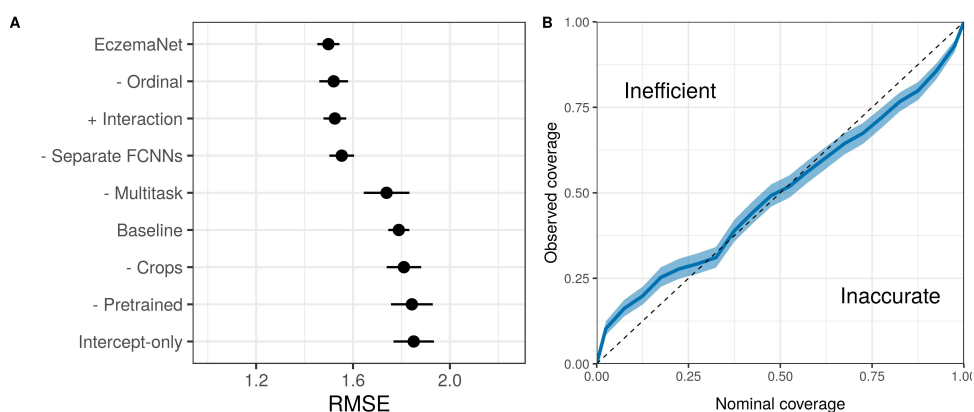 A
EczemaNet
- Ordinal
+ Interaction
- Separate FCNNs
- Multitask
Baseline
- Crops
- Pretrained
Intercept-only
1.2 1.6 2.0
RMSE
B
1.00
0.75
0.50
0.25
0.00
Observed coverage
Inefficient
Inaccurate
0.00 0.25 0.50 0.75 1.00
Nominal coverage